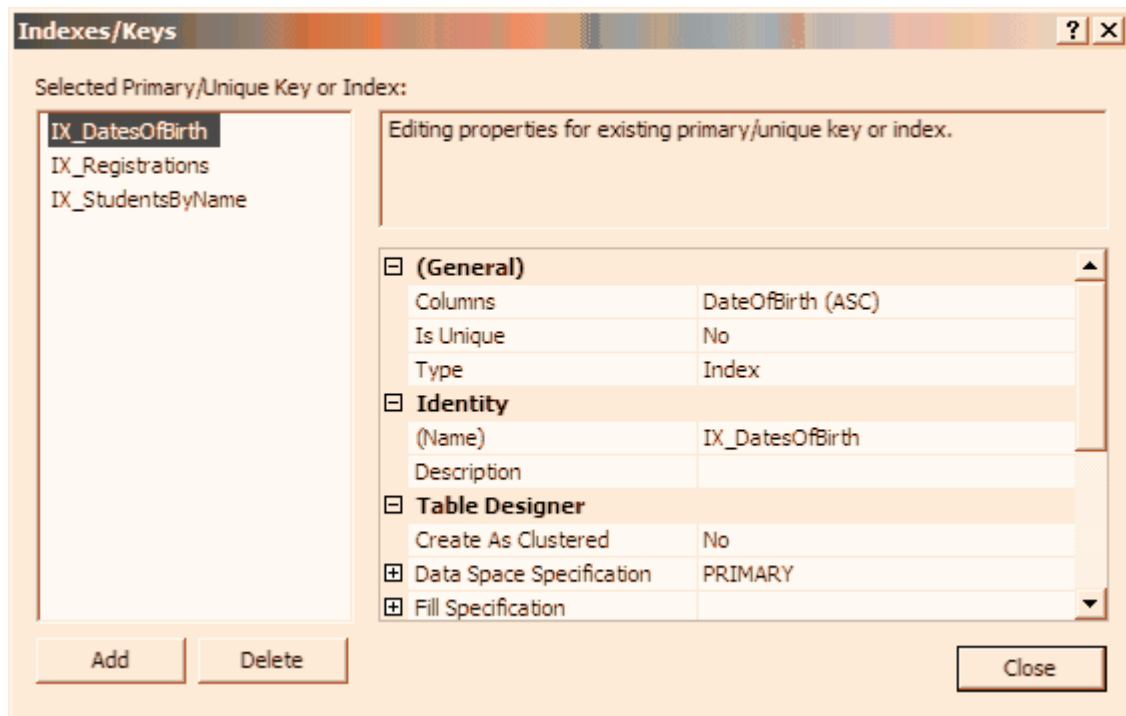 Indexes/Keys
Selected Primary/Unique Key or Index:
IX_DatesOfBirth
IX_Registrations
IX_StudentsByName
Editing properties for existing primary/unique key or index.
(General)
Columns DateOfBirth (ASC)
Is Unique No
Type Index
Identity
(Name) IX_DatesOfBirth
Description
Table Designer
Create As Clustered No
Data Space Specification PRIMARY
Fill Specification
Add Delete
Close